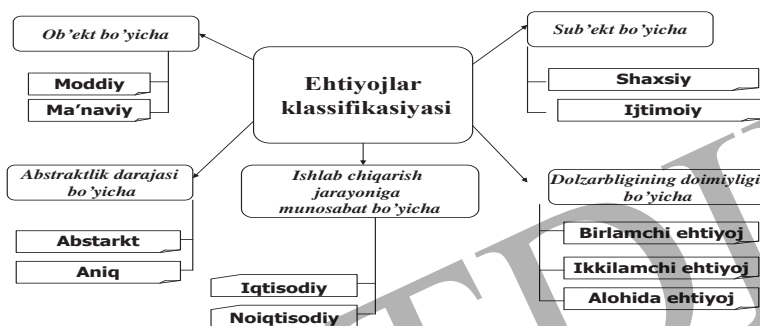 Ob’ekt bo’yicha
Moddiy
Ma’naviy
Ehtiyojlar
klassifikasiyasi
Sub’ekt bo’yicha
Shaxsiy
Ijtimoiy
Abstraktlik darajasi
bo’yicha
Abstarkt
Aniq
Ishlab chiqarish
jarayoniga
munosabat bo’yicha
Iqtisodiy
Noiqtisodiy
Dolzarbligining doimiyligi
bo’yicha
Birlamchi ehtiyoj
Ikkilamchi ehtiyoj
Alohida ehtiyoj